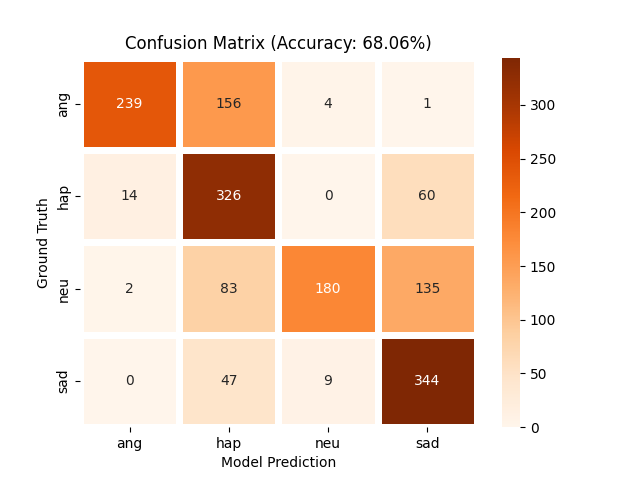 Confusion Matrix (Accuracy: 68.06%)
Ground Truth
ang 239 156 4 1
hap 14 326 0 60
neu 2 83 180 135
sad 0 47 9 344
ang hap neu sad
Model Prediction
300
250
200
150
100
50
0